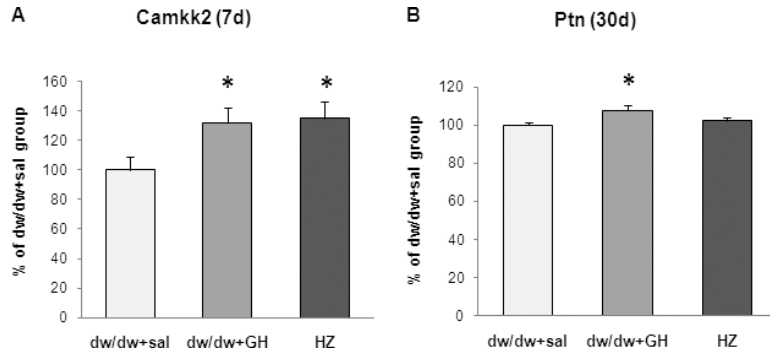 A
Camkk2 (7d)
% of dw/dw+sal group
160
140
120
100
80
60
40
20
0
*
*
dw/dw+sal
dw/dw+GH
HZ
B
Ptn (30d)
% of dw/dw+sal group
120
100
80
60
40
20
0
*
dw/dw+sal
dw/dw+GH
HZ